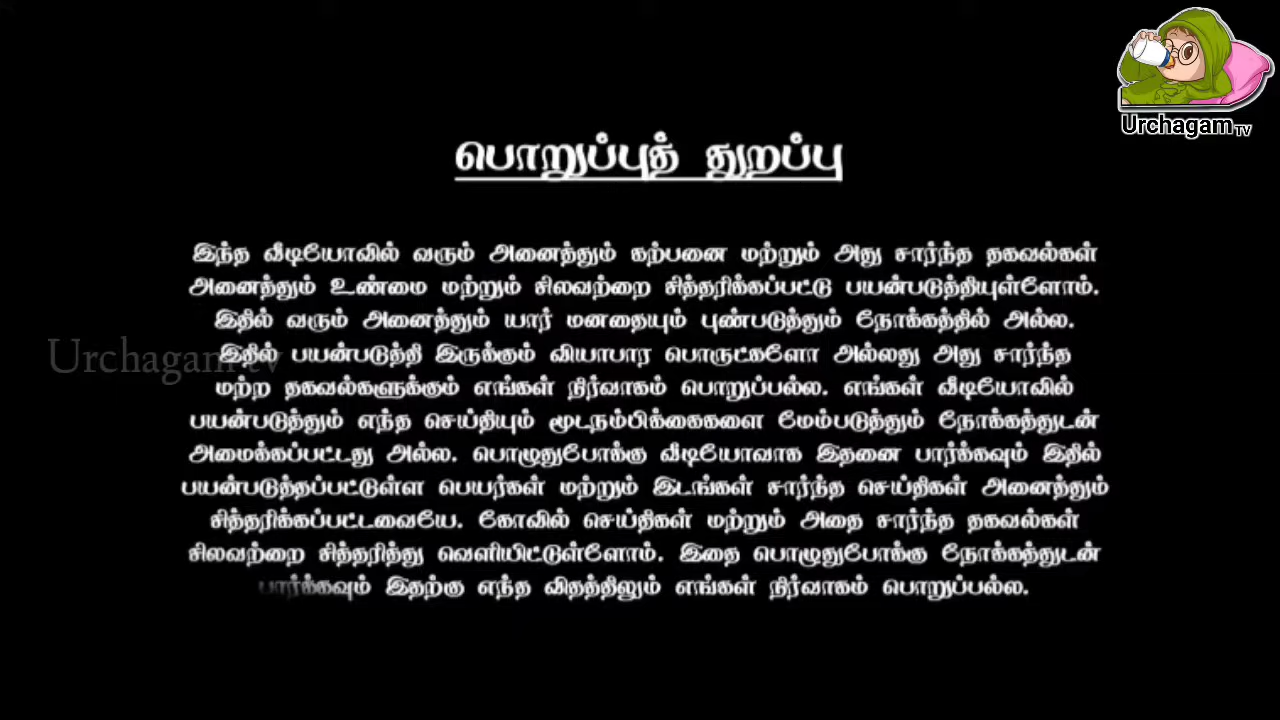 Urchagam TV
பொறுப்புத் துறப்பு
இந்த வீடியோவில் வரும் அனைத்தும் கற்பனை மற்றும் அது சார்ந்த தகவல்கள்
அனைத்தும் உண்மை மற்றும் சிலவற்றை சித்தரிக்கப்பட்டு பயன்படுத்தியுள்ளோம்.
இதில் வரும் அனைத்தும் யார் மனதையும் புண்படுத்தும் நோக்கத்தில் அல்ல.
Urchagam tv
இதில் பயன்படுத்தி இருக்கும் வியாபார பொருட்களோ அல்லது அது சார்ந்த
மற்ற தகவல்களுக்கும் எங்கள் நிர்வாகம் பொறுப்பல்ல. எங்கள் வீடியோவில்
பயன்படுத்தும் எந்த செய்தியும் மூடநம்பிக்கைகளை மேம்படுத்தும் நோக்கத்துடன்
அமைக்கப்பட்டது அல்ல. பொழுதுபோக்கு வீடியோவாக இதனை பார்க்கவும் இதில்
பயன்படுத்தப்பட்டுள்ள பெயர்கள் மற்றும் இடங்கள் சார்ந்த செய்திகள் அனைத்தும்
சித்தரிக்கப்பட்டவையே. கோவில் செய்திகள் மற்றும் அதை சார்ந்த தகவல்கள்
சிலவற்றை சித்தரித்து வெளியிட்டுள்ளோம். இதை பொழுதுபோக்கு நோக்கத்துடன்
பார்க்கவும் இதற்கு எந்த விதத்திலும் எங்கள் நிர்வாகம் பொறுப்பல்ல.